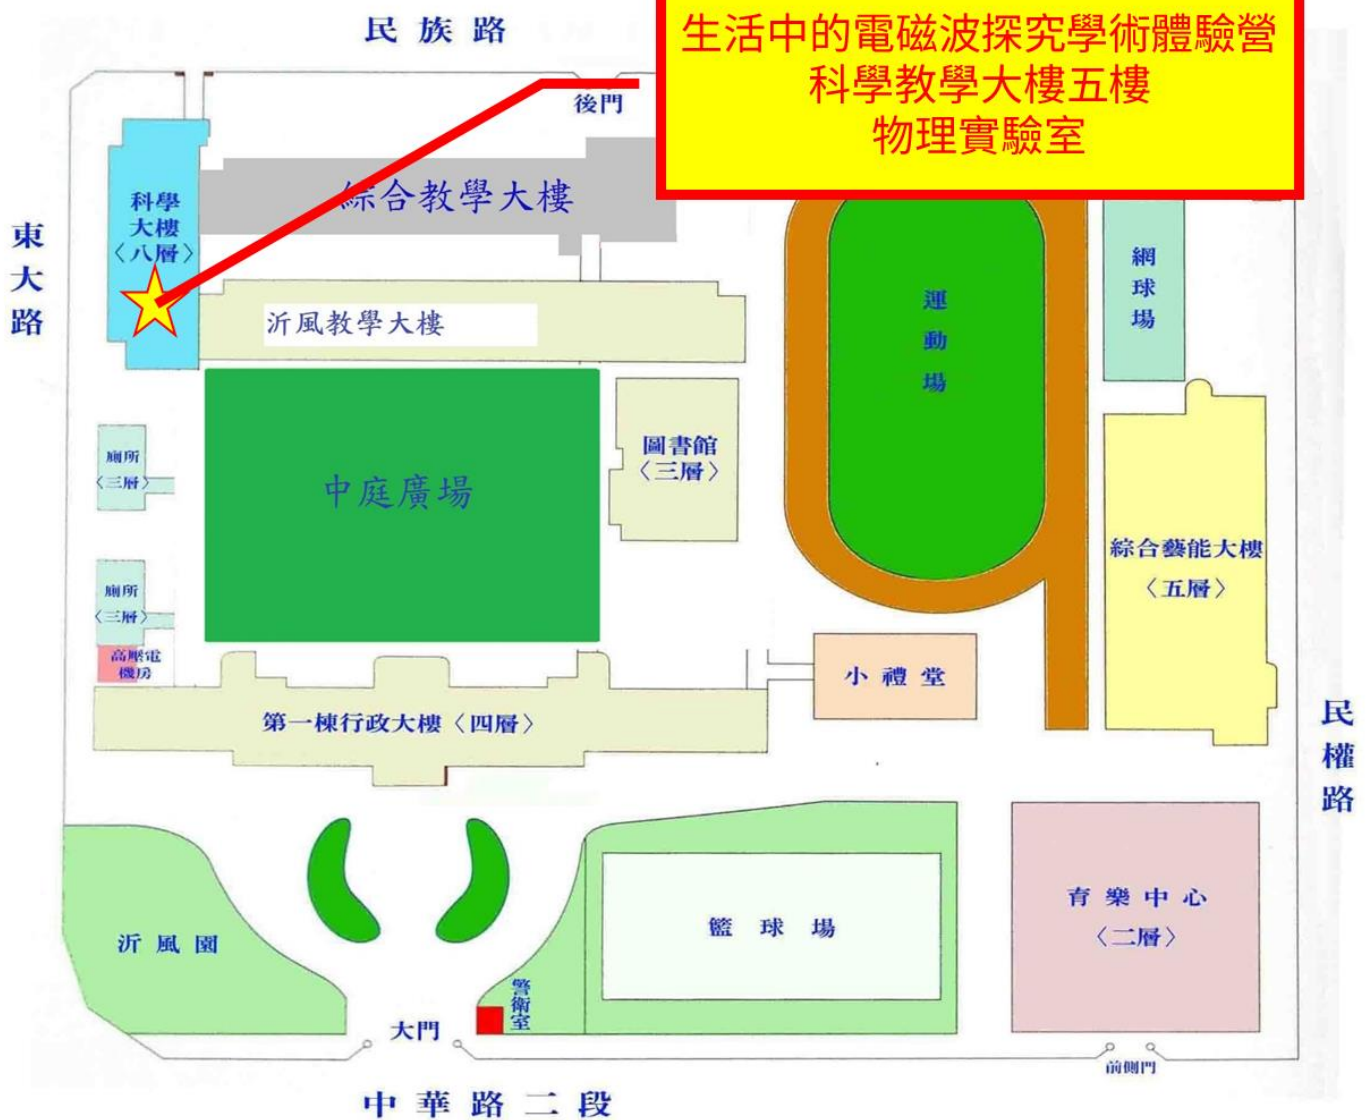 民族路
生活中的電磁波探究學術體驗營
科學教學大樓五樓
物理實驗室
後門
綜合教學大樓
科學
大樓
〈八層〉
東大路
沂風教學大樓
運動場
網球場
圖書館
〈三層〉
廁所
〈三層〉
中庭廣場
綜合藝能大樓
〈五層〉
廁所
〈三層〉
高壓電
機房
小禮堂
第一棟行政大樓〈四層〉
民權路
育樂中心
〈二層〉
籃球場
沂風園
警衛室
大門
前側門
中華路二段